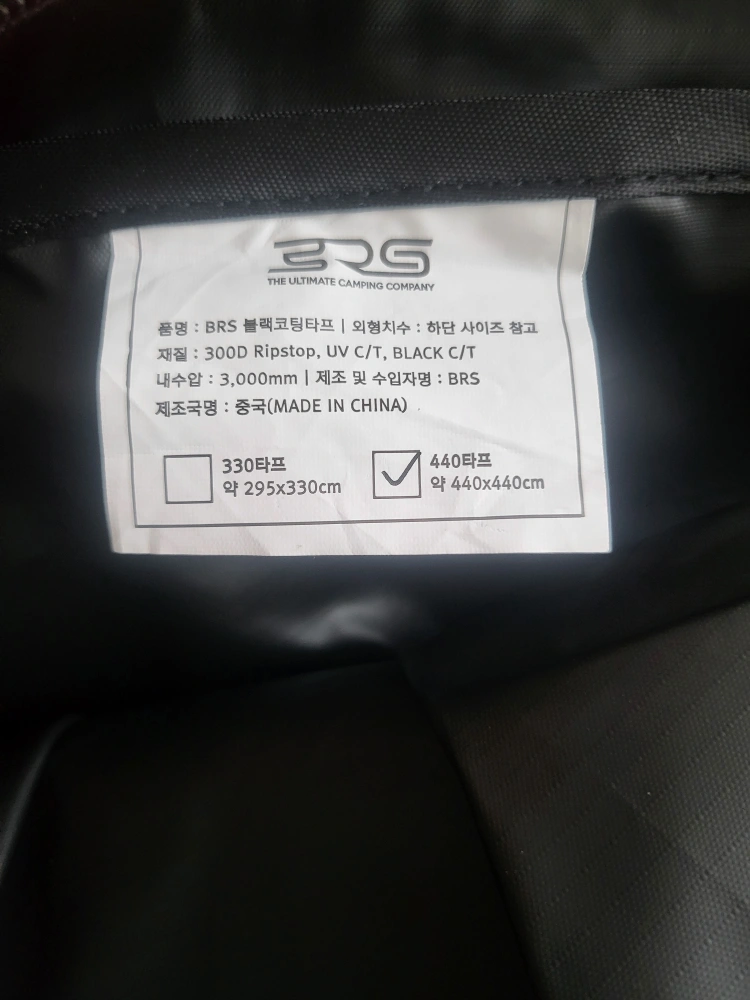 BRS
THE ULTIMATE CAMPING COMPANY
품명 : BRS 블랙코팅타프 | 외형치수 : 하단 사이즈 참고
재질 : 300D Ripstop, UV C/T, BLACK C/T
내수압 : 3,000mm | 제조 및 수입자명 : BRS
제조국명 : 중국(MADE IN CHINA)
330타프
약 295x330cm
440타프
약 440x440cm